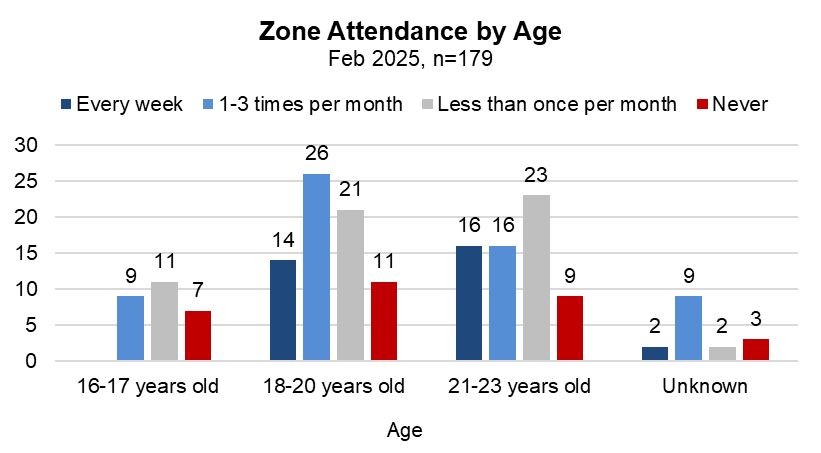 Zone Attendance by Age
Feb 2025, n=179
Every week 1-3 times per month Less than once per month Never
30
25
20
15
10
5
0
9 11 7
14 26 21 11
16 16 23 9
2 9 2 3
16-17 years old 18-20 years old 21-23 years old Unknown
Age